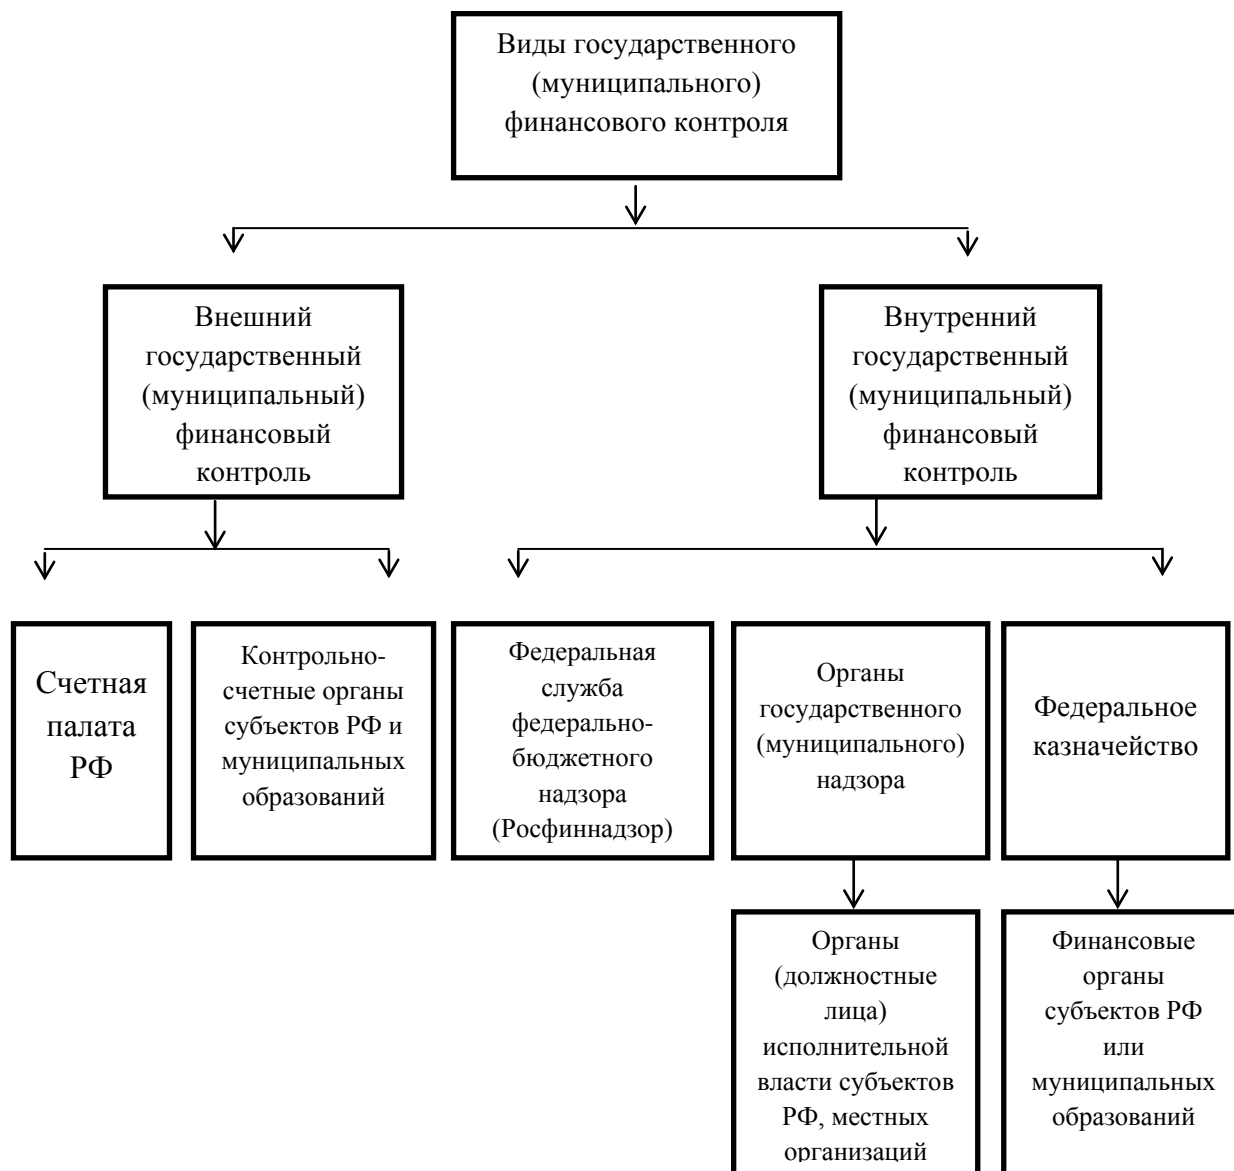 Виды государственного
(муниципального)
финансового контроля
Внешний
государственный
(муниципальный)
финансовый
контроль
Внутренний
государственный
(муниципальный)
финансовый
контроль
Счетная
палата
РФ
Контрольно-
счетные органы
субъектов РФ и
муниципальных
образований
Федеральная
служба
федерально-
бюджетного
надзора
(Росфиннадзор)
Органы
государственного
(муниципального)
надзора
Федеральное
казначейство
Органы
(должностные
лица)
исполнительной
власти субъектов
РФ, местных
организаций
Финансовые
органы
субъектов РФ
или
муниципальных
образований